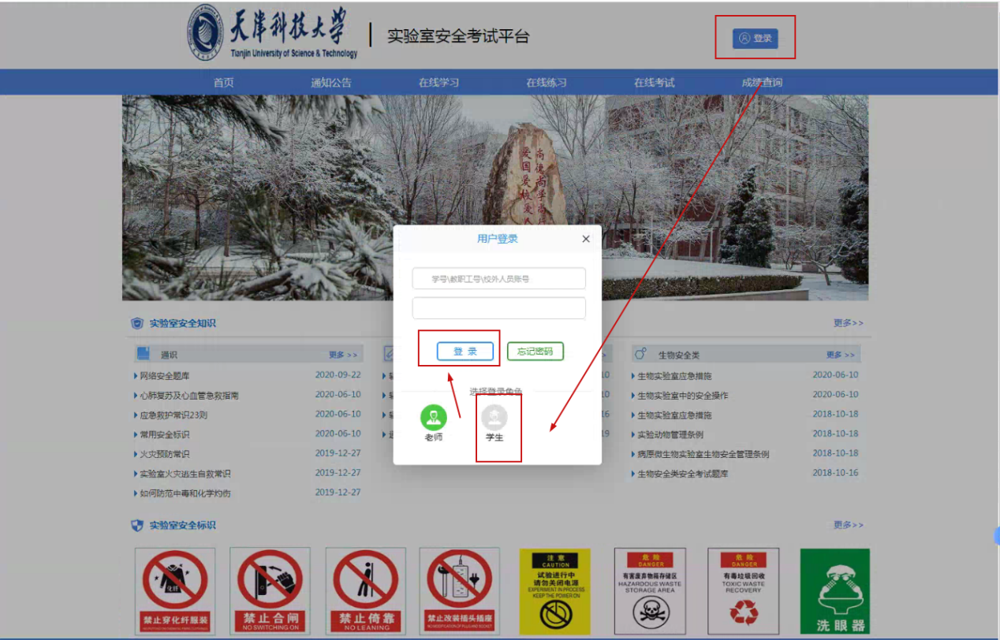 天津科技大学
Tianjin University of Science & Technology
实验室安全考试平台
登录
首页 通知公告 在线学习 在线练习 在线考试 成绩查询
尚德尚学尚
爱国爱校爱人
用户登录
学号\教职工号\校外人员账号
登 录 忘记密码
选择登录角色
老师 学生
实验室安全知识 更多>>
通识 更多 >>
网络安全题库 2020-09-22
心肺复苏及心血管急救指南 2020-06-10
应急救护常识23则 2020-06-10
常用安全标识 2020-06-10
火灾预防常识 2019-12-27
实验室火灾逃生自救常识 2019-12-27
如何防范中毒和化学灼伤 2019-12-27
生物安全类 更多 >>
生物实验室应急措施 2020-06-10
生物实验室中的安全操作 2020-06-10
生物实验室应急措施 2018-10-18
实验动物管理条例 2018-10-18
病原微生物实验室生物安全管理条例 2018-10-18
生物安全类安全考试题库 2018-10-16
实验室安全标识 更多>>
化纤
禁止穿化纤服装
禁止合闸
NO SWITCHING ON
禁止倚靠
NO LEANING
禁止改装插头插座
注意
CAUTION
试验进行中
请勿关闭电源
EXPERIMENT IN PROCESS
KEEP THE POWER ON
危险
DANGER
有害废弃物箱存储区
HAZARDOUS WASTE
STORAGE AREA
危险
DANGER
有毒垃圾回收
TOXIC WASTE
RECOVERY
洗眼器